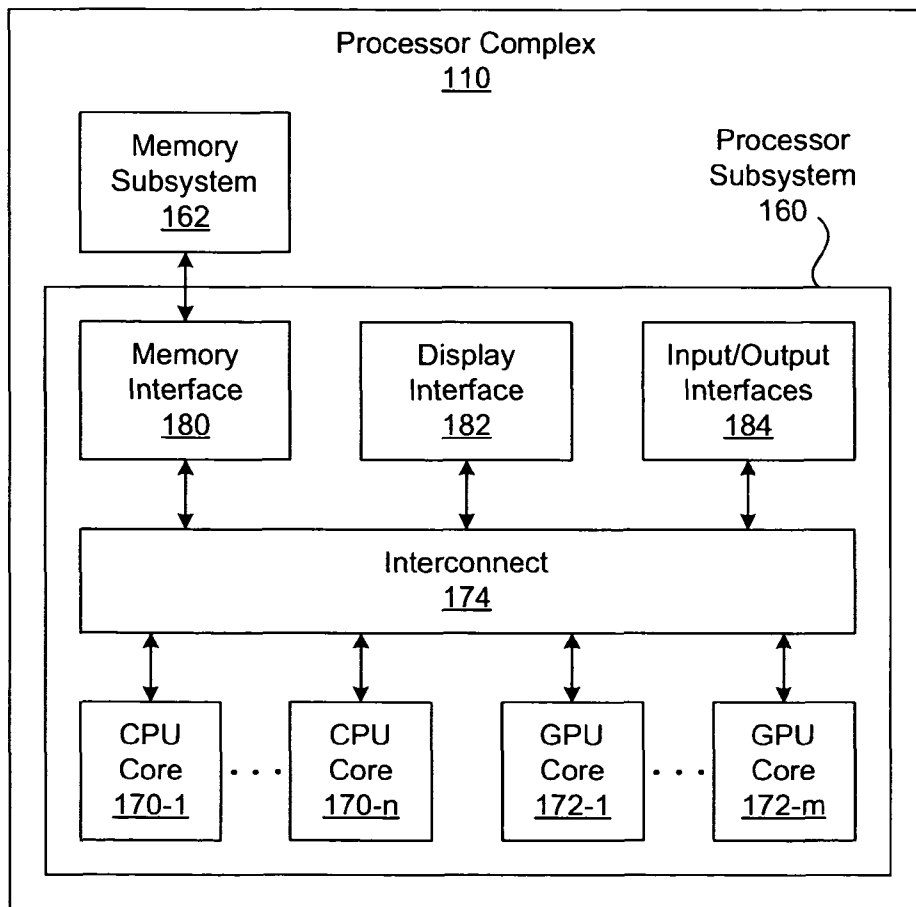 Processor Complex
110
Memory
Subsystem
162
Processor
Subsystem
160
Memory
Interface
180
Display
Interface
182
Input/Output
Interfaces
184
Interconnect
174
CPU
Core
170-1
. . .
CPU
Core
170-n
GPU
Core
172-1
. . .
GPU
Core
172-m